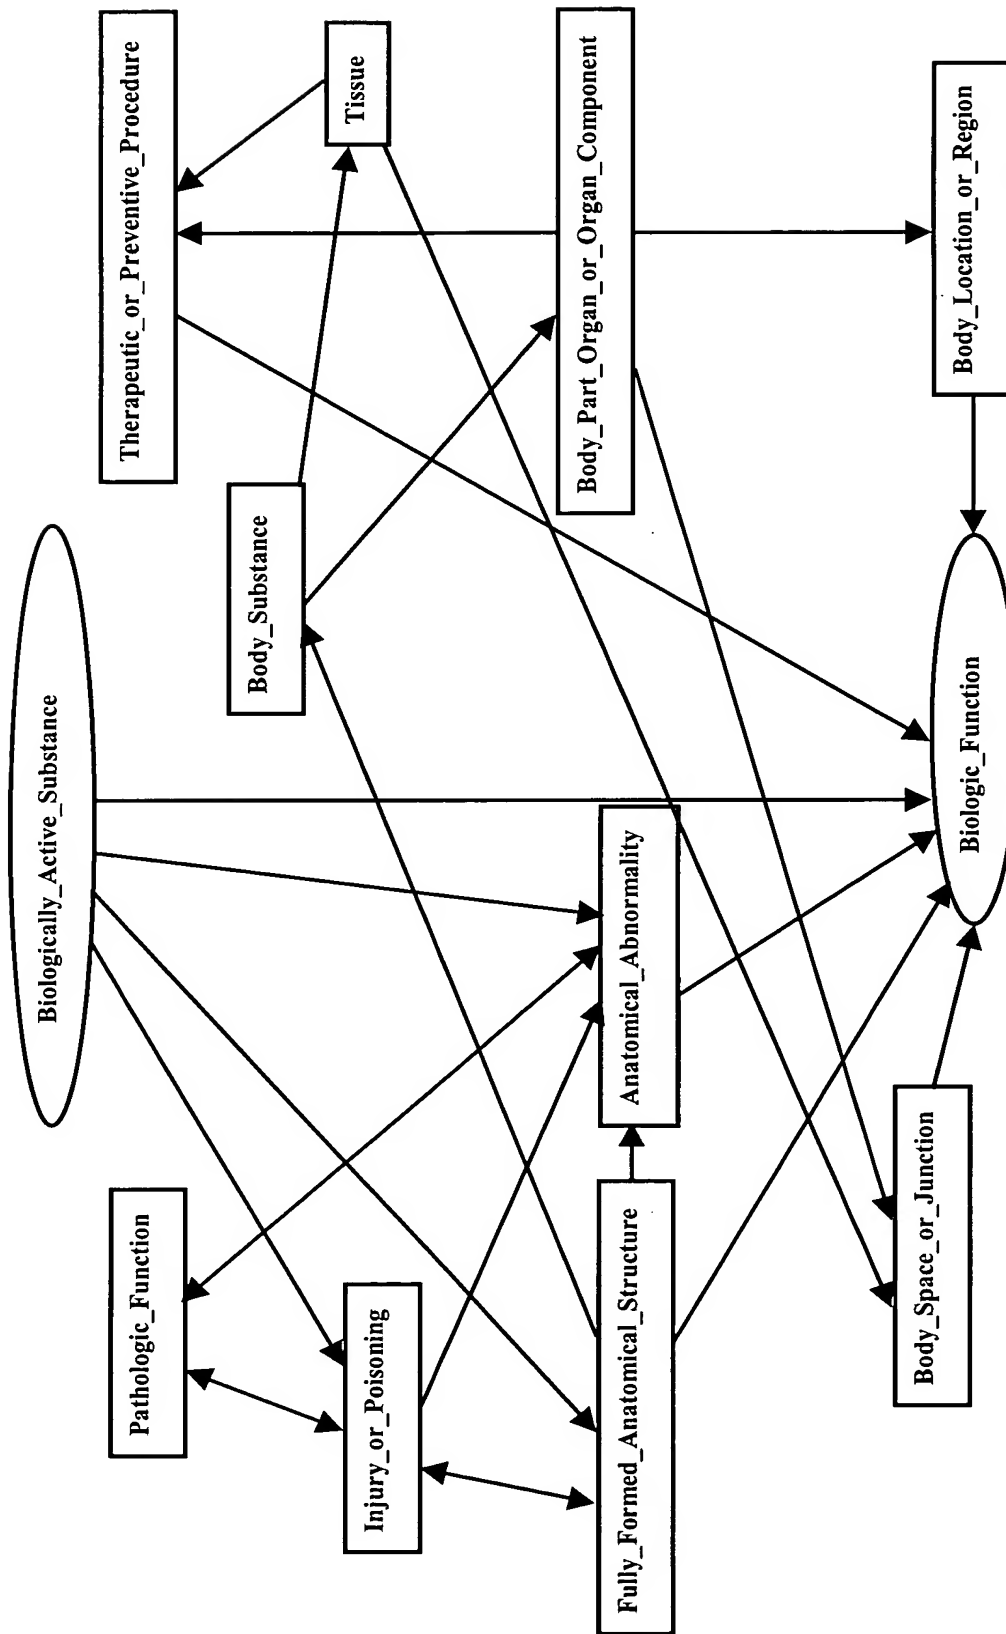 Biologically_Active_Substance
Pathologic_Function
Therapeutic_or_Preventive_Procedure
Body_Substance
Tissue
Injury_or_Poisoning
Anatomical_Abnormality
Body_Part_Organ_or_Organ_Component
Fully_Formed_Anatomical_Structure
Body_Space_or_Junction
Biologic_Function
Body_Location_or_Region